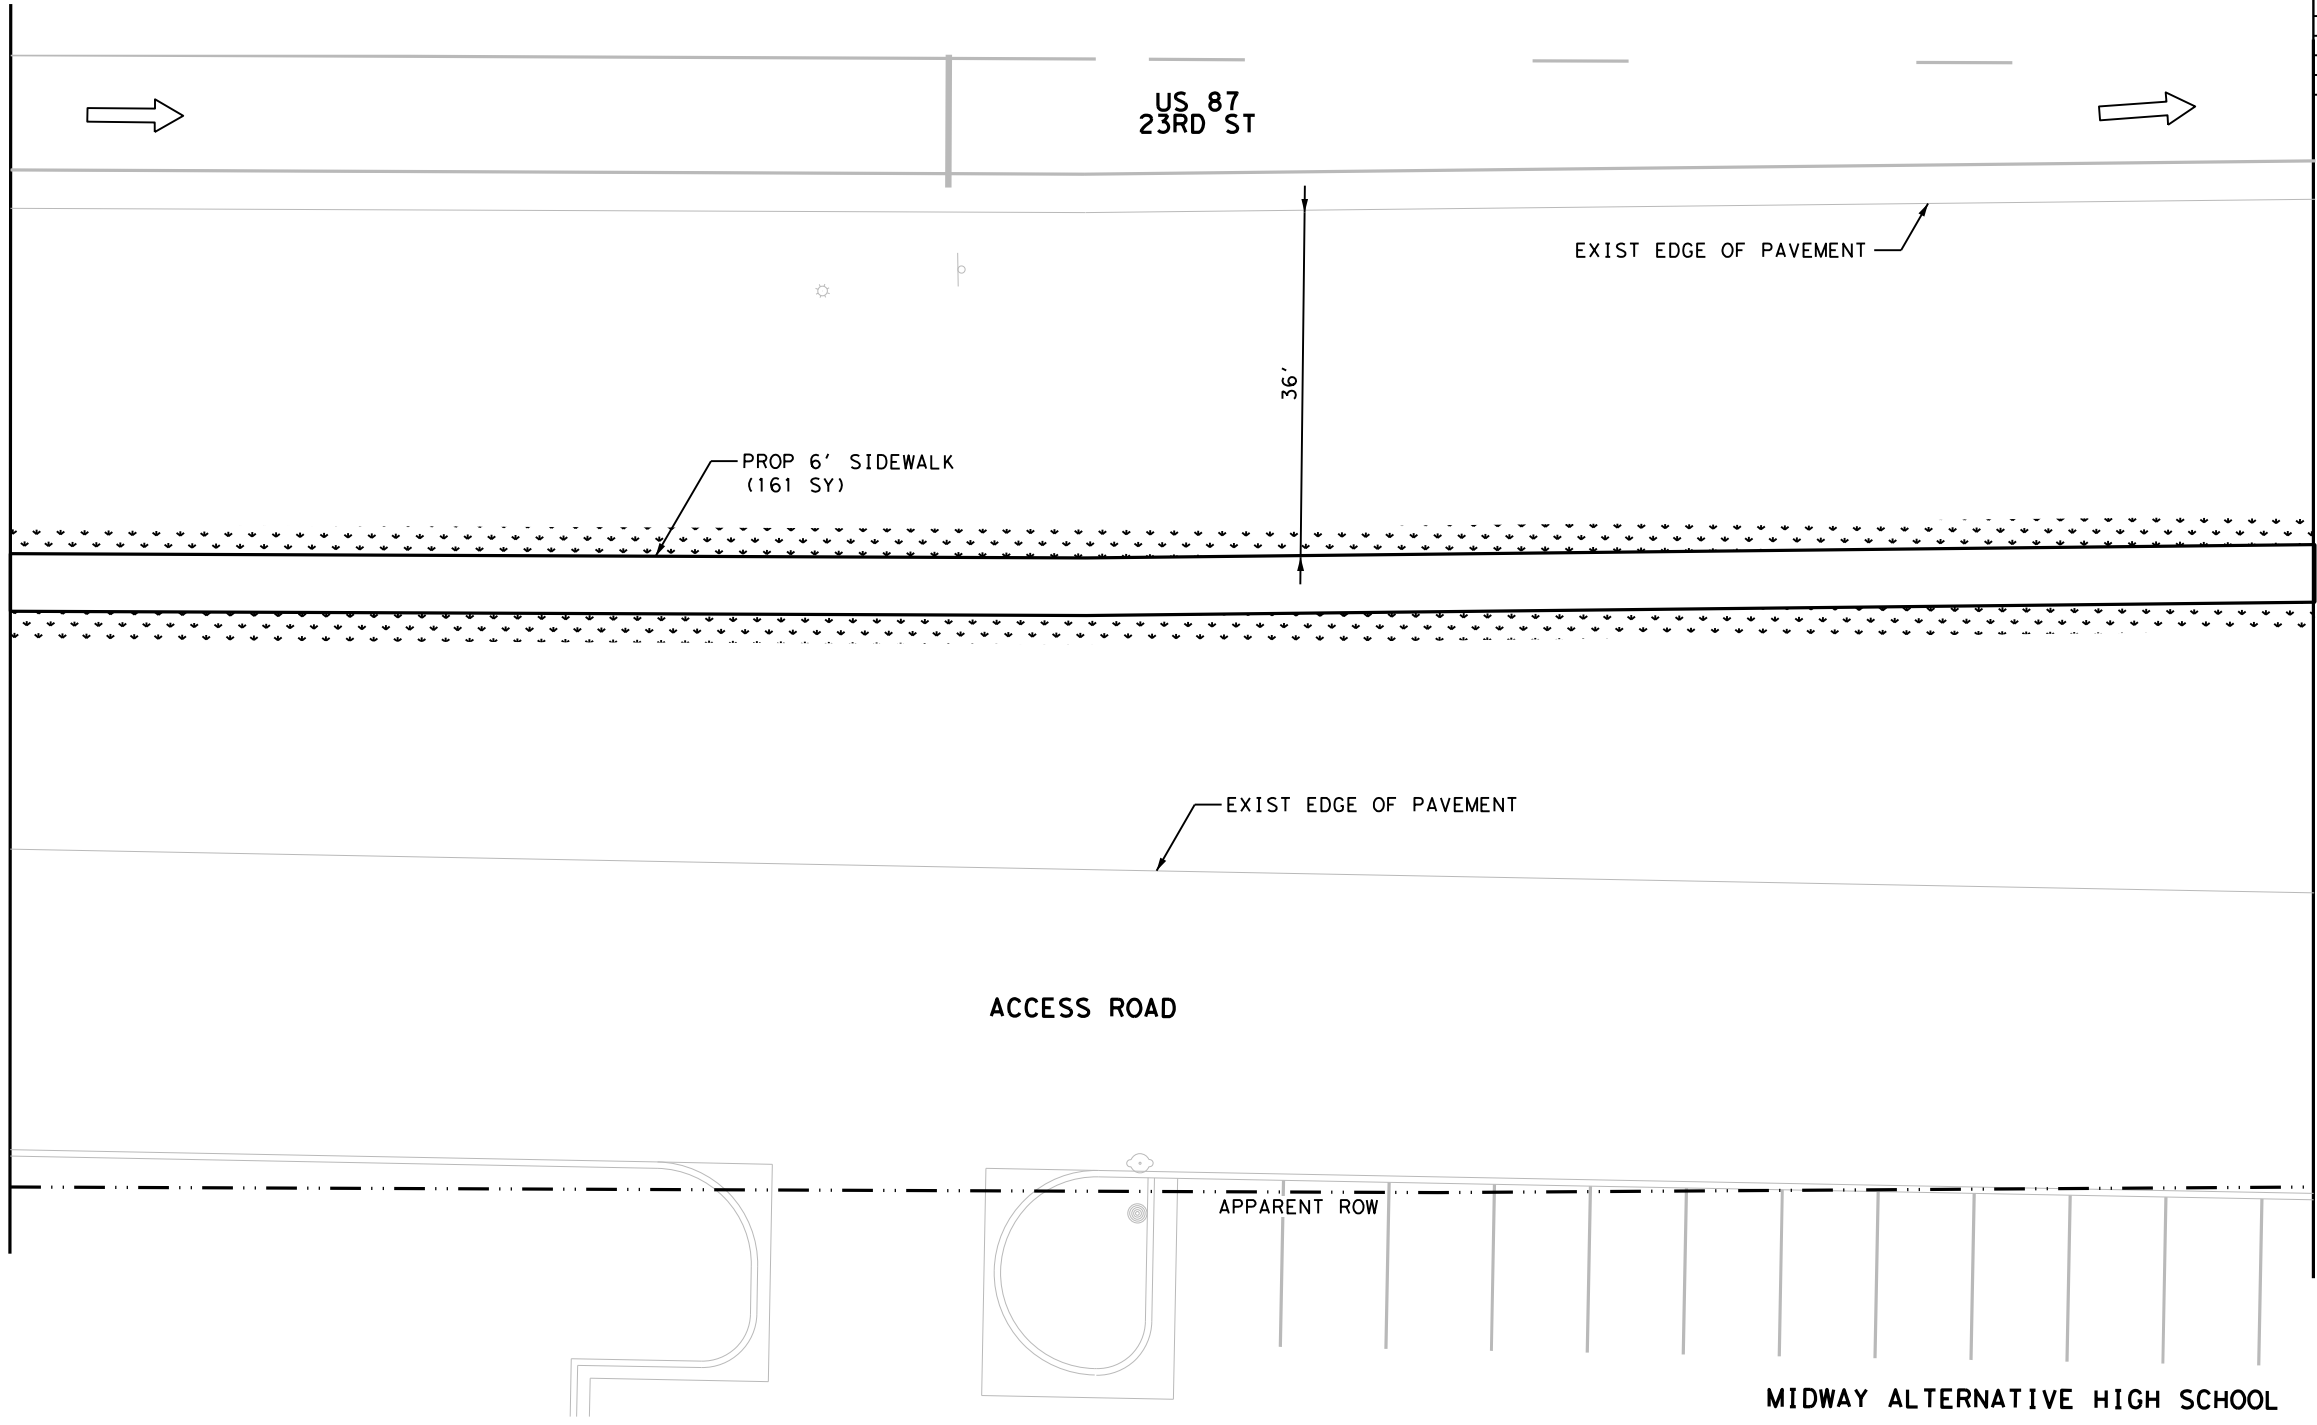 US 87
23RD ST
EXIST EDGE OF PAVEMENT
36'
PROP 6' SIDEWALK
(161 SY)
EXIST EDGE OF PAVEMENT
ACCESS ROAD
APPARENT ROW
MIDWAY ALTERNATIVE HIGH SCHOOL